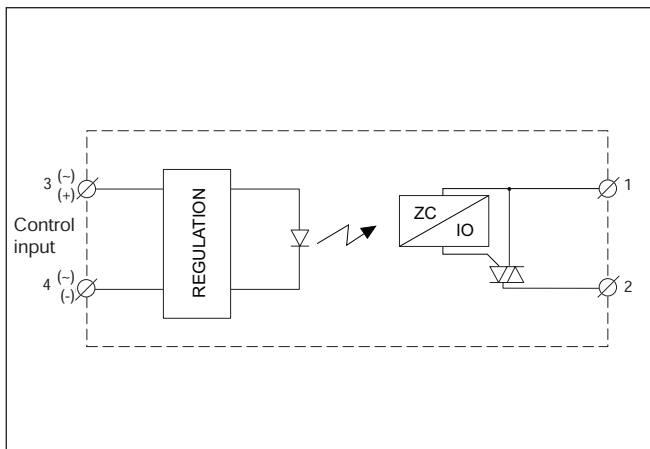 3 (~)
(+)
Control
input
4 (~)
(-)
REGULATION
ZC
IO
1
2